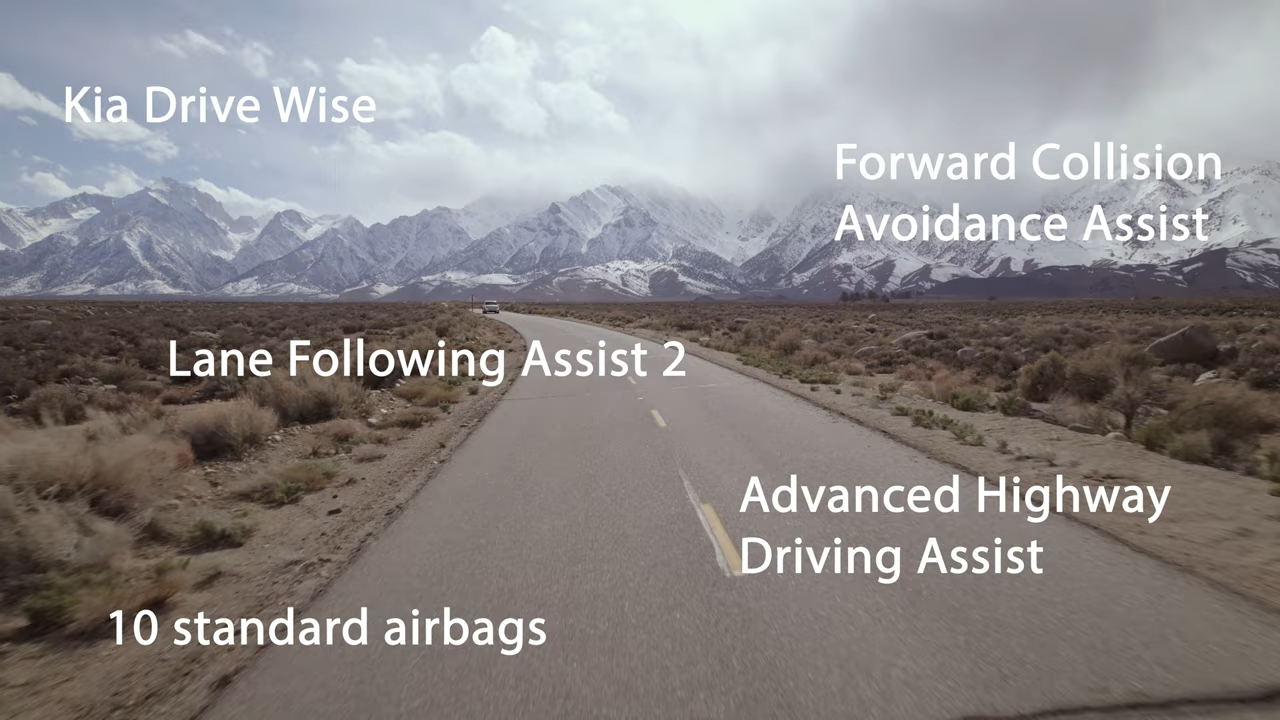 Kia Drive Wise
Forward Collision
Avoidance Assist
Lane Following Assist 2
Advanced Highway
Driving Assist
10 standard airbags